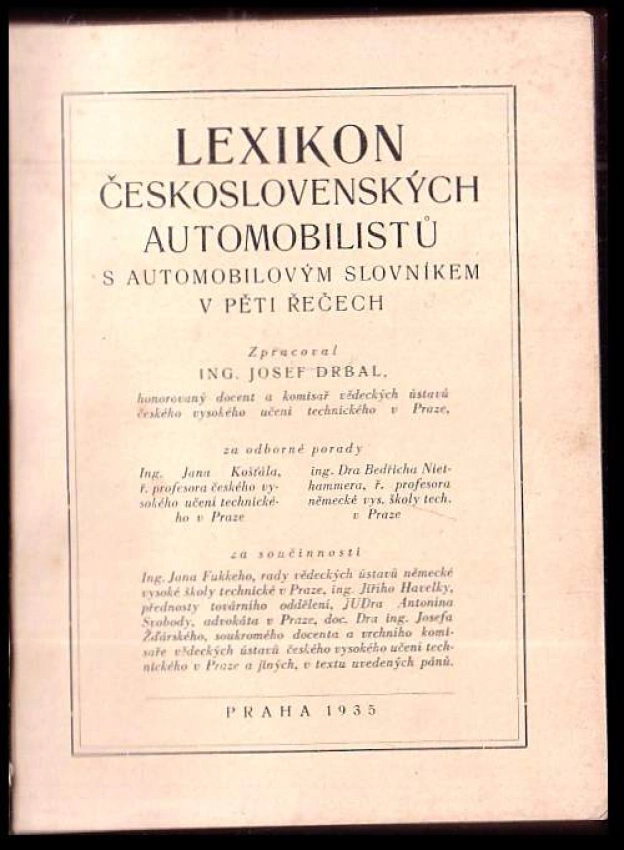 LEXIKON
ČESKOSLOVENSKÝCH
AUTOMOBILISTŮ
S AUTOMOBILOVÝM SLOVNÍKEM
V PĚTI ŘEČECH
Zpracoval
ING. JOSEF DRBAL,
honorovaný docent a komisař vědeckých ústavů
českého vysokého učení technického v Praze,
za odborné porady
Ing. Jana Košťála,
ř. profesora českého vy-
sokého učení technické-
ho v Praze
ing. Dra Bedřicha Niet-
hammera, ř. profesora
německé vys. školy tech.
v Praze
za součinnosti
Ing. Jana Fukkeho, rady vědeckých ústavů německé
vysoké školy technické v Praze, ing. Jiřího Havelky,
přednosty továrního oddělení, JUDra Antonína
Svobody, advokáta v Praze, doc. Dra ing. Josefa
Žďárského, soukromého docenta a vrchního komi-
saře vědeckých ústavů českého vysokého učení tech-
nického v Praze a jiných, v textu uvedených pánů.
PRAHA 1935